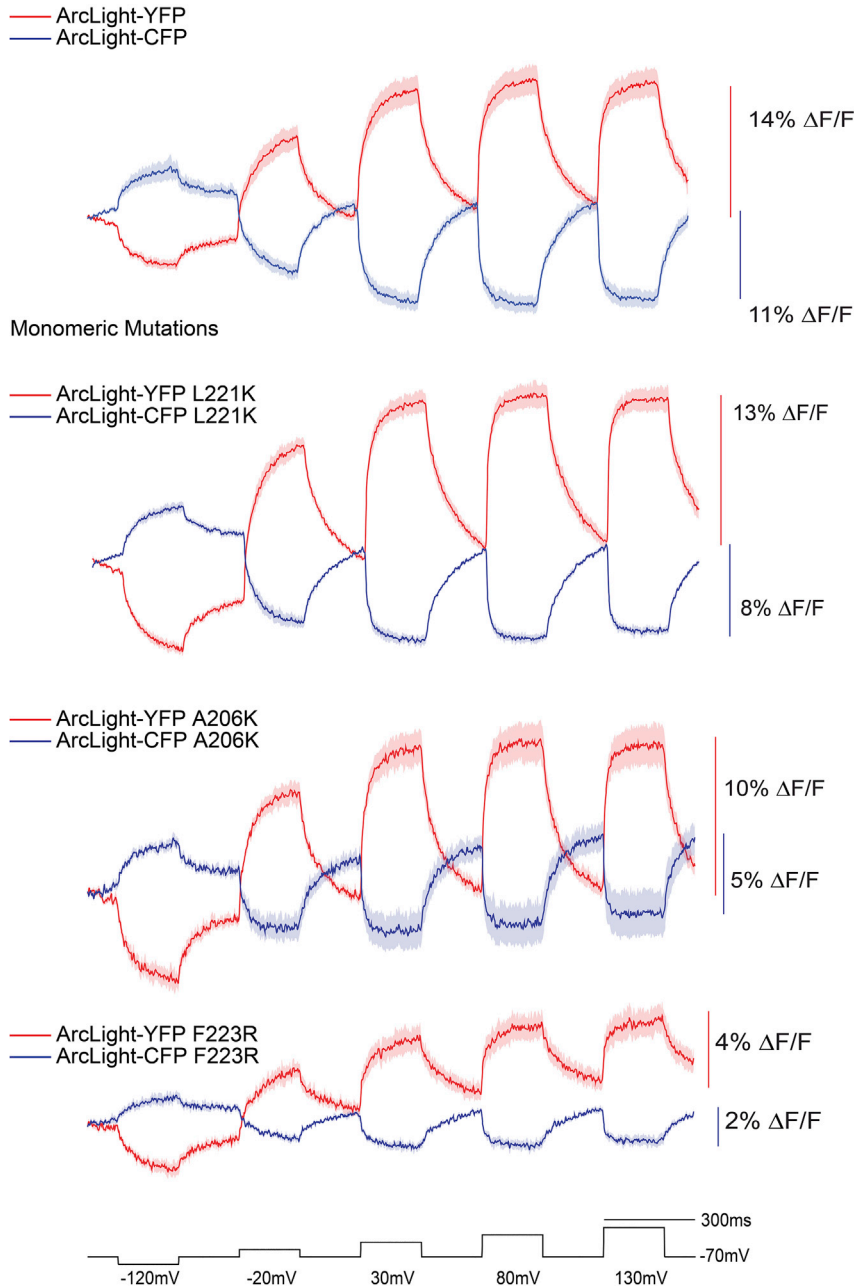 ArcLight-YFP
ArcLight-CFP
14% ΔF/F
11% ΔF/F
Monomeric Mutations
ArcLight-YFP L221K
ArcLight-CFP L221K
13% ΔF/F
8% ΔF/F
ArcLight-YFP A206K
ArcLight-CFP A206K
10% ΔF/F
5% ΔF/F
ArcLight-YFP F223R
ArcLight-CFP F223R
4% ΔF/F
2% ΔF/F
300ms
-70mV
-120mV -20mV 30mV 80mV 130mV